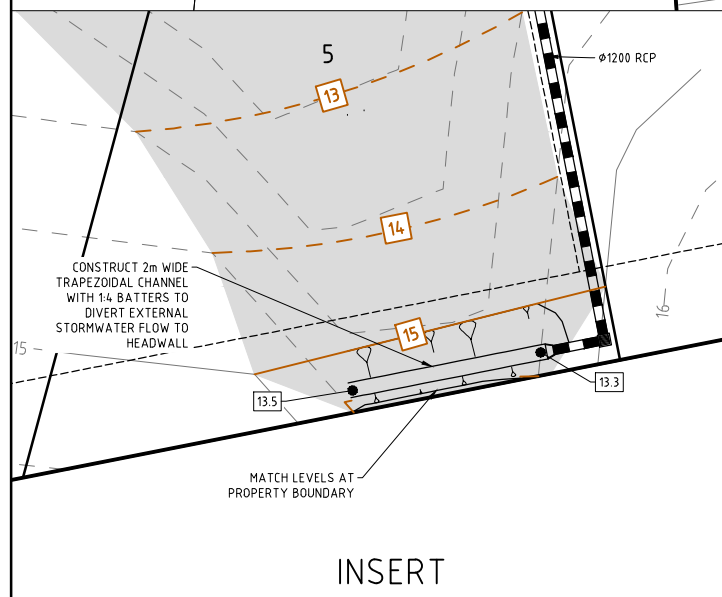 5
Ø1200 RCP
13
14
CONSTRUCT 2m WIDE
TRAPEZOIDAL CHANNEL
WITH 1:4 BATTERS TO
DIVERT EXTERNAL
STORMWATER FLOW TO
HEADWALL
16
15
15
13.5
13.3
MATCH LEVELS AT
PROPERTY BOUNDARY
INSERT